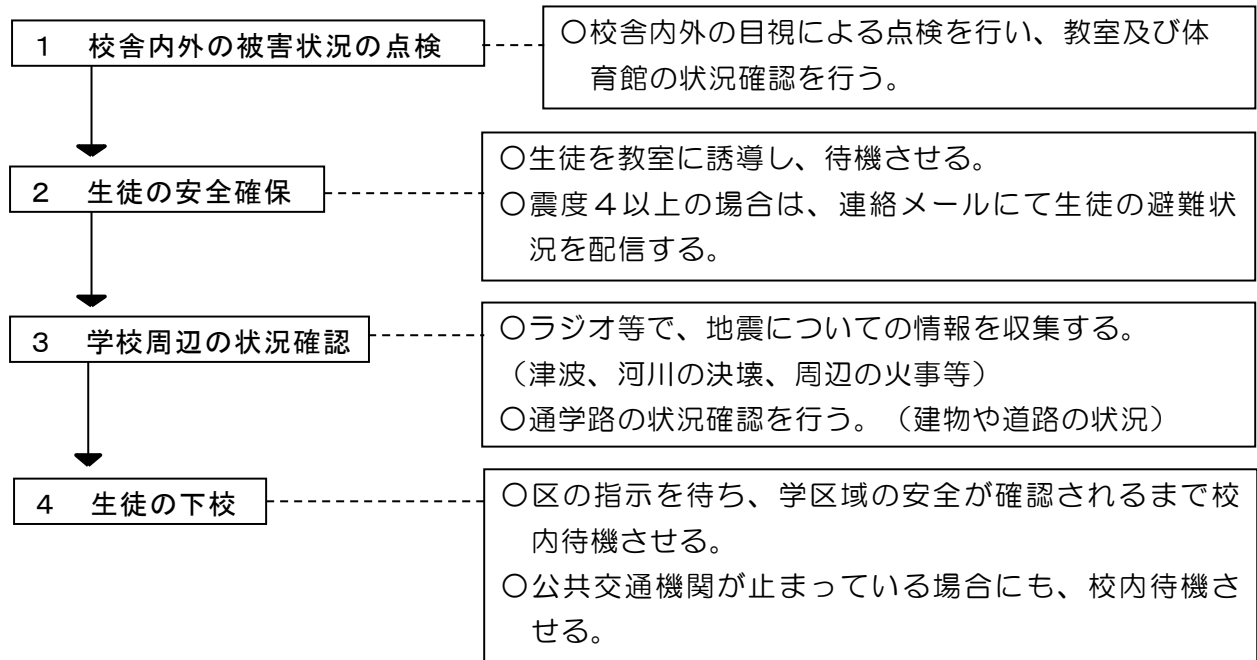 1 校舎内外の被害状況の点検
〇校舎内外の目視による点検を行い、教室及び体
育館の状況確認を行う。
2 生徒の安全確保
〇生徒を教室に誘導し、待機させる。
〇震度4以上の場合は、連絡メールにて生徒の避難状
況を配信する。
3 学校周辺の状況確認
〇ラジオ等で、地震についての情報を収集する。
（津波、河川の決壊、周辺の火事等）
〇通学路の状況確認を行う。（建物や道路の状況）
4 生徒の下校
〇区の指示を待ち、学区域の安全が確認されるまで校
内待機させる。
〇公共交通機関が止まっている場合にも、校内待機さ
せる。